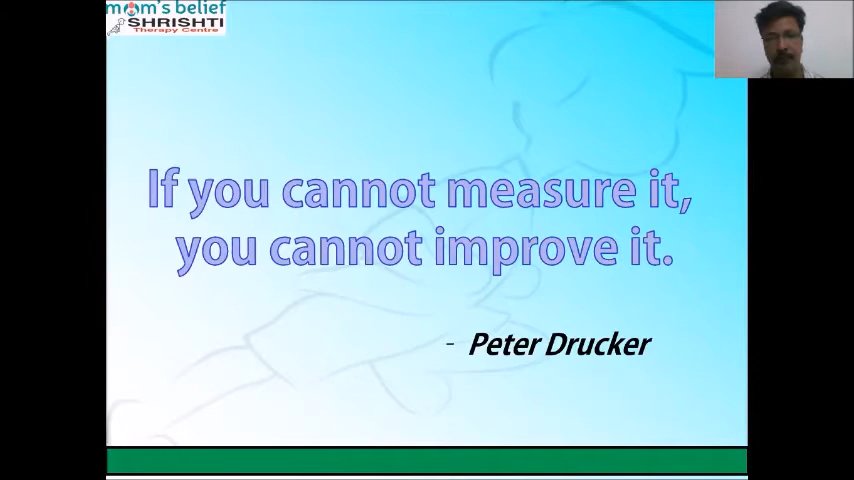 mom's belief
SHRISHTI
Therapy Centre
If you cannot measure it,
you cannot improve it.
- Peter Drucker